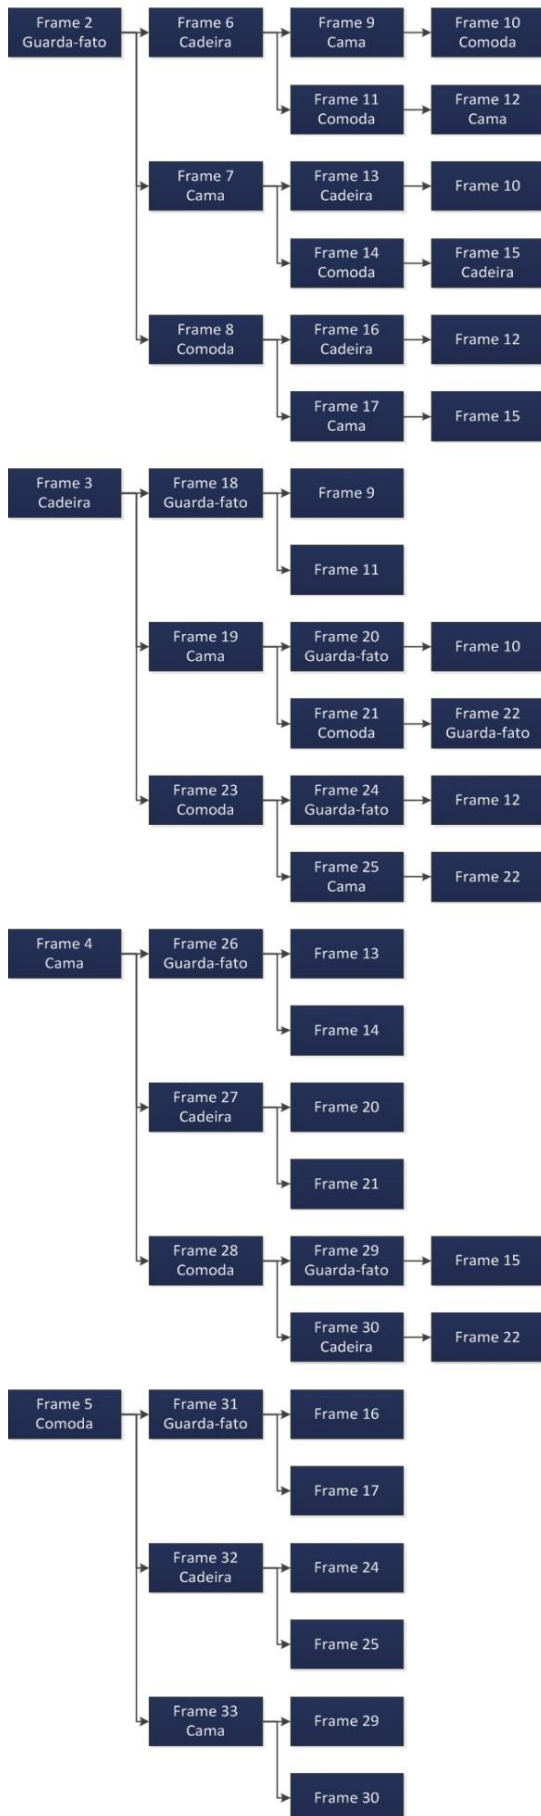 Frame 2
Guarda-fato
Frame 6
Cadeira
Frame 9
Cama
Frame 10
Comoda
Frame 11
Comoda
Frame 12
Cama
Frame 7
Cama
Frame 13
Cadeira
Frame 10
Frame 14
Comoda
Frame 15
Cadeira
Frame 8
Comoda
Frame 16
Cadeira
Frame 12
Frame 17
Cama
Frame 15
Frame 3
Cadeira
Frame 18
Guarda-fato
Frame 9
Frame 11
Frame 19
Cama
Frame 20
Guarda-fato
Frame 10
Frame 21
Comoda
Frame 22
Guarda-fato
Frame 23
Comoda
Frame 24
Guarda-fato
Frame 12
Frame 25
Cama
Frame 22
Frame 4
Cama
Frame 26
Guarda-fato
Frame 13
Frame 14
Frame 27
Cadeira
Frame 20
Frame 21
Frame 28
Comoda
Frame 29
Guarda-fato
Frame 15
Frame 30
Cadeira
Frame 22
Frame 5
Comoda
Frame 31
Guarda-fato
Frame 16
Frame 17
Frame 32
Cadeira
Frame 24
Frame 25
Frame 33
Cama
Frame 29
Frame 30